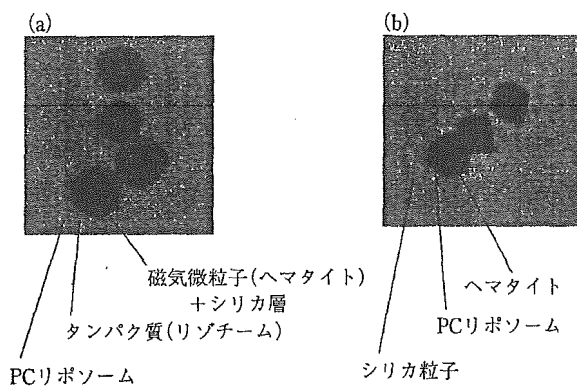 (a)
(b)
磁気微粒子(ヘマタイト)
+シリカ層
タンパク質(リゾチーム)
PCリポソーム
ヘマタイト
PCリポソーム
シリカ粒子